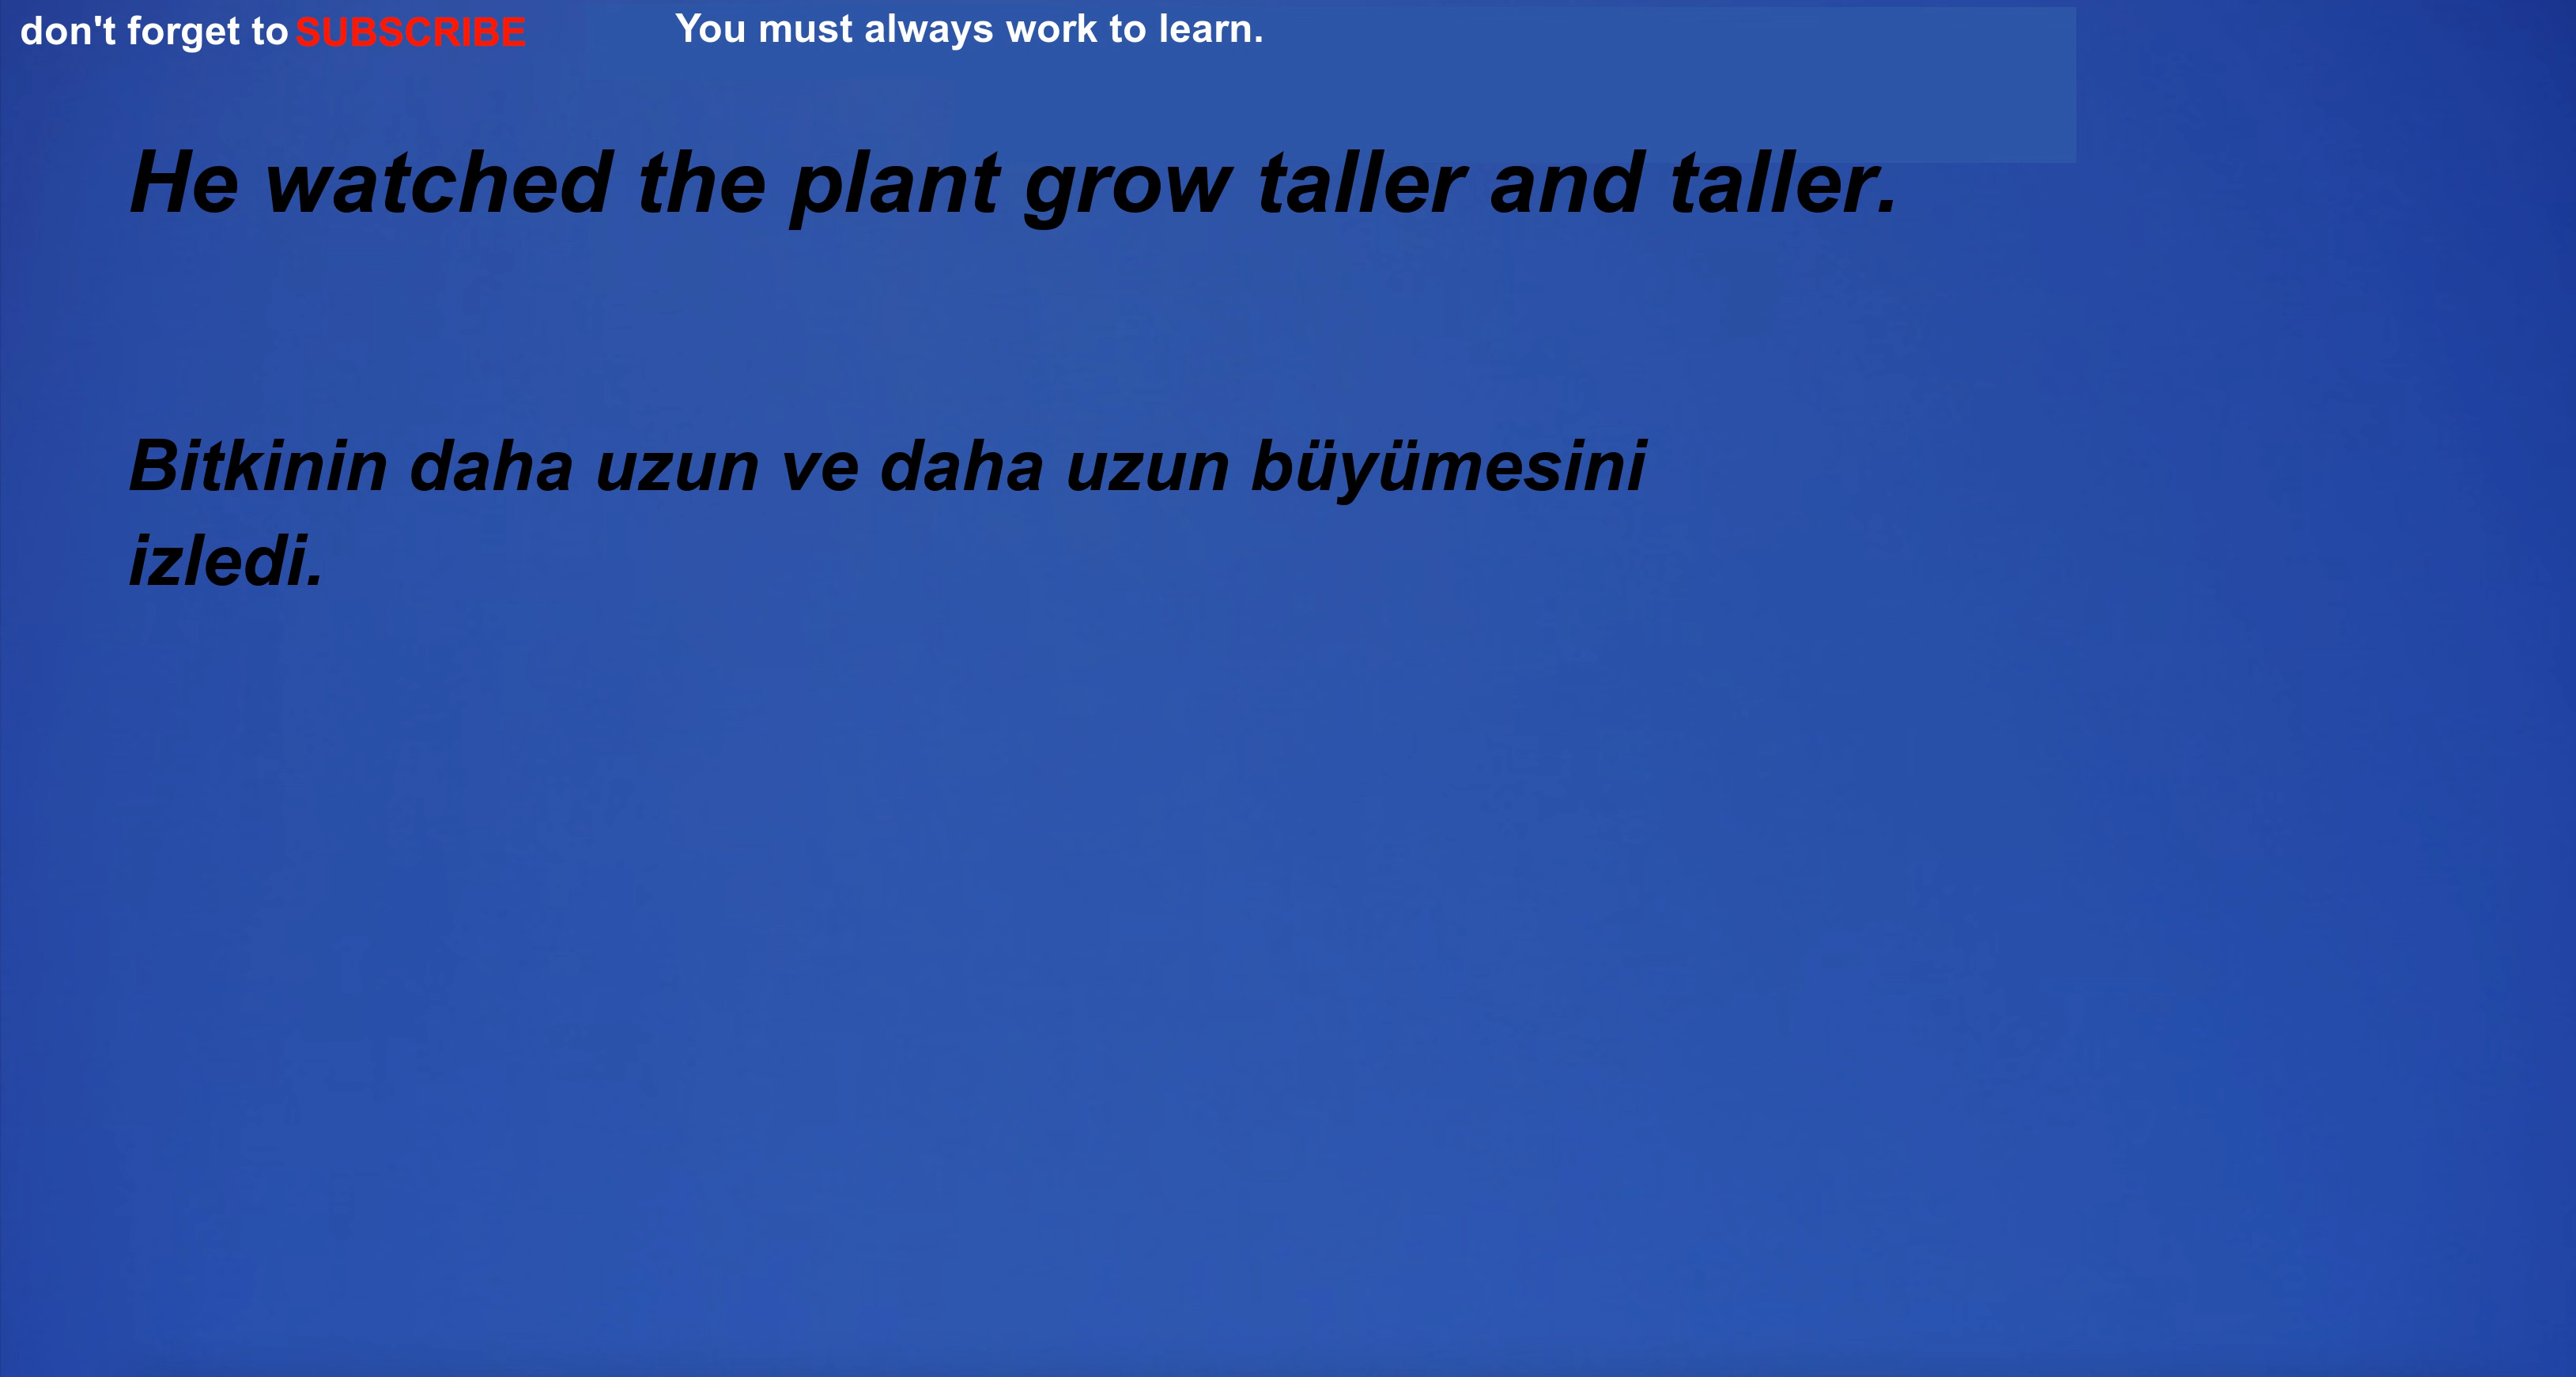 don't forget to SUBSCRIBE
You must always work to learn.
He watched the plant grow taller and taller.
Bitkinin daha uzun ve daha uzun büyümesini
izledi.